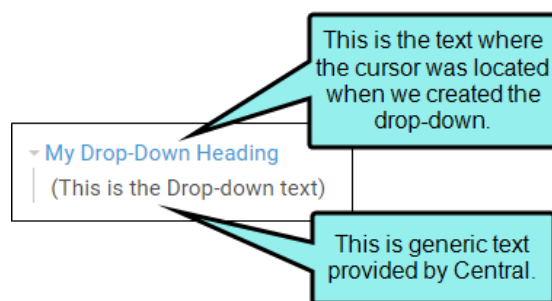 This is the text where
the cursor was located
when we created the
drop-down.
My Drop-Down Heading
(This is the Drop-down text)
This is generic text
provided by Central.